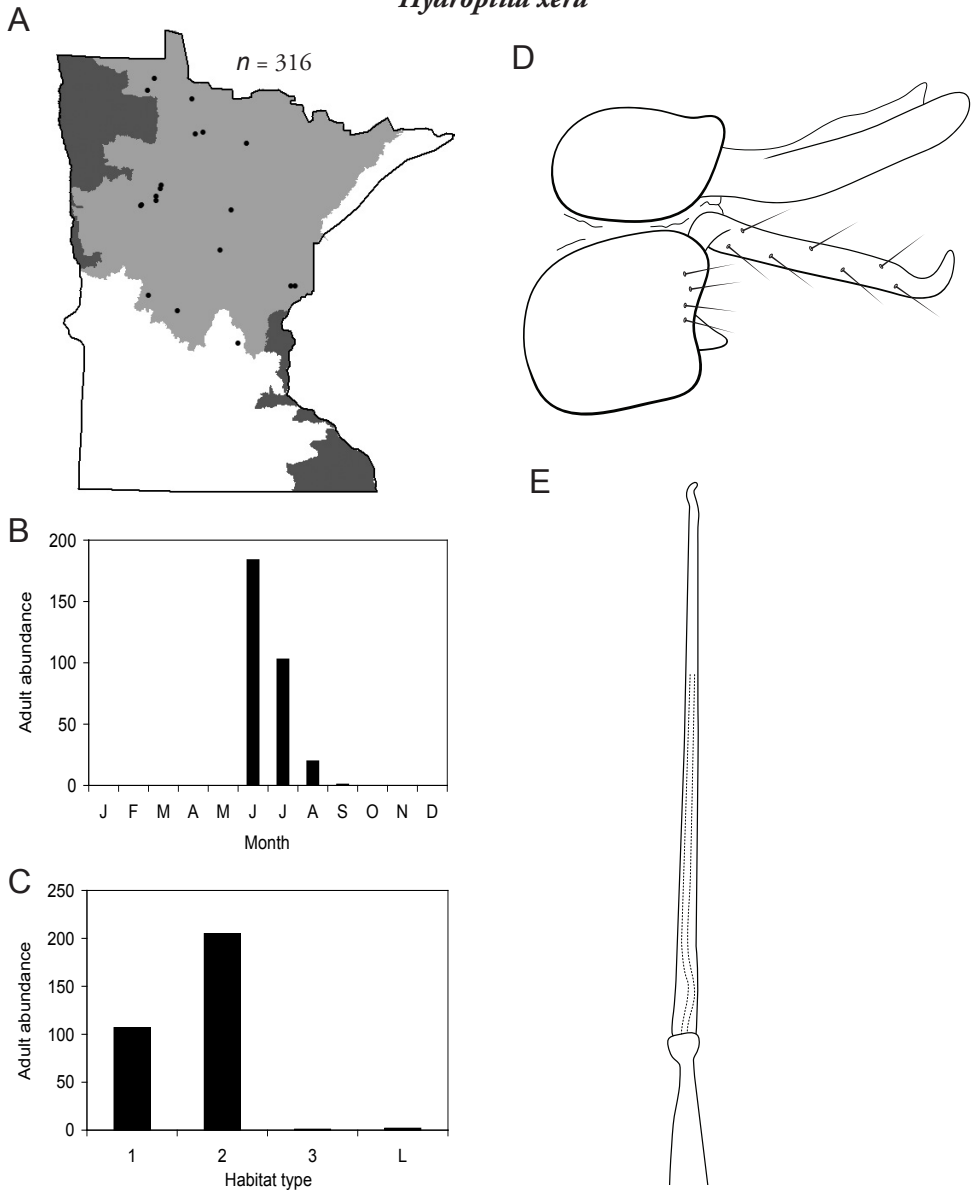 Hydroptila xera
A
n = 316
D
E
B
200
150
100
50
0
Adult abundance
J F M A M J J A S O N D
Month
C
250
200
150
100
50
0
Adult abundance
1 2 3 L
Habitat type